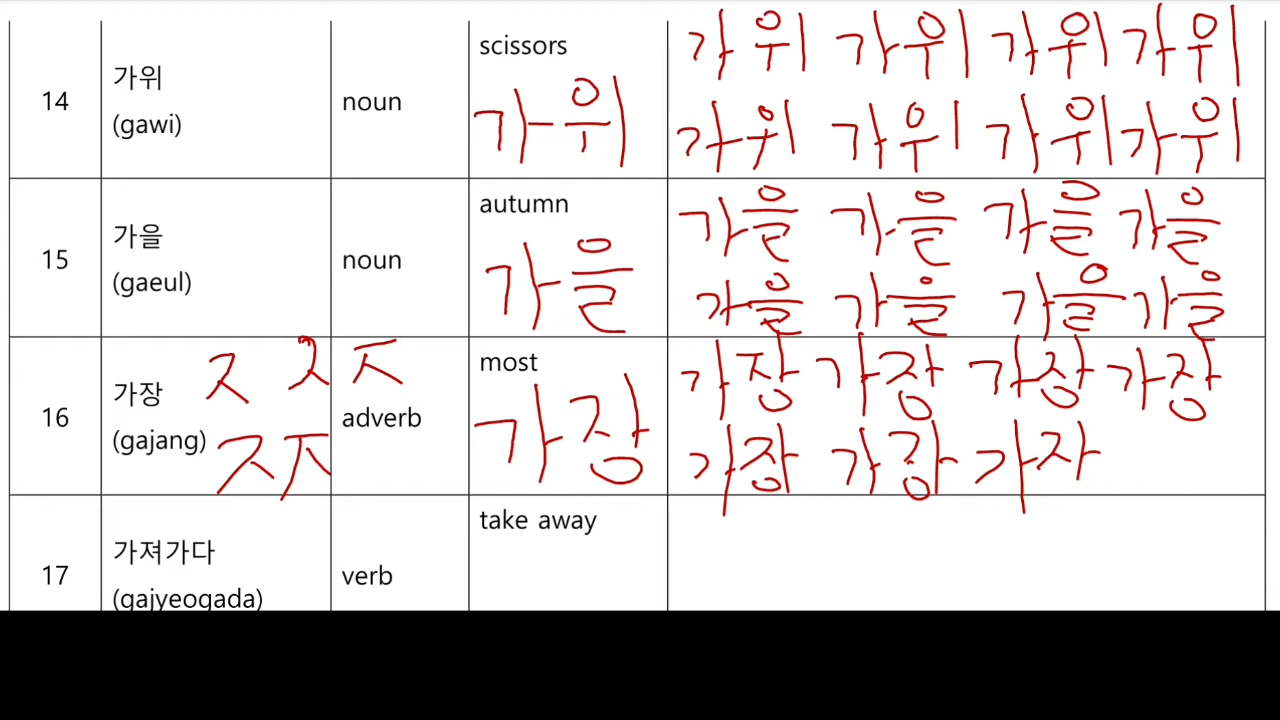 14 가위 (gawi) noun scissors 가위 가위 가위 가위 가위
가위 가위 가위 가위
15 가을 (gaeul) noun autumn 가을 가을 가을 가을 가을
가을 가을 가을 가을
16 가장 (gajang) ㅈ ㅈ ㅈ adverb most 가장 가장 가장 가장 가장
ㅈ ㅈ 가장 가장 가자
17 가져가다 (gajyeogada) verb take away